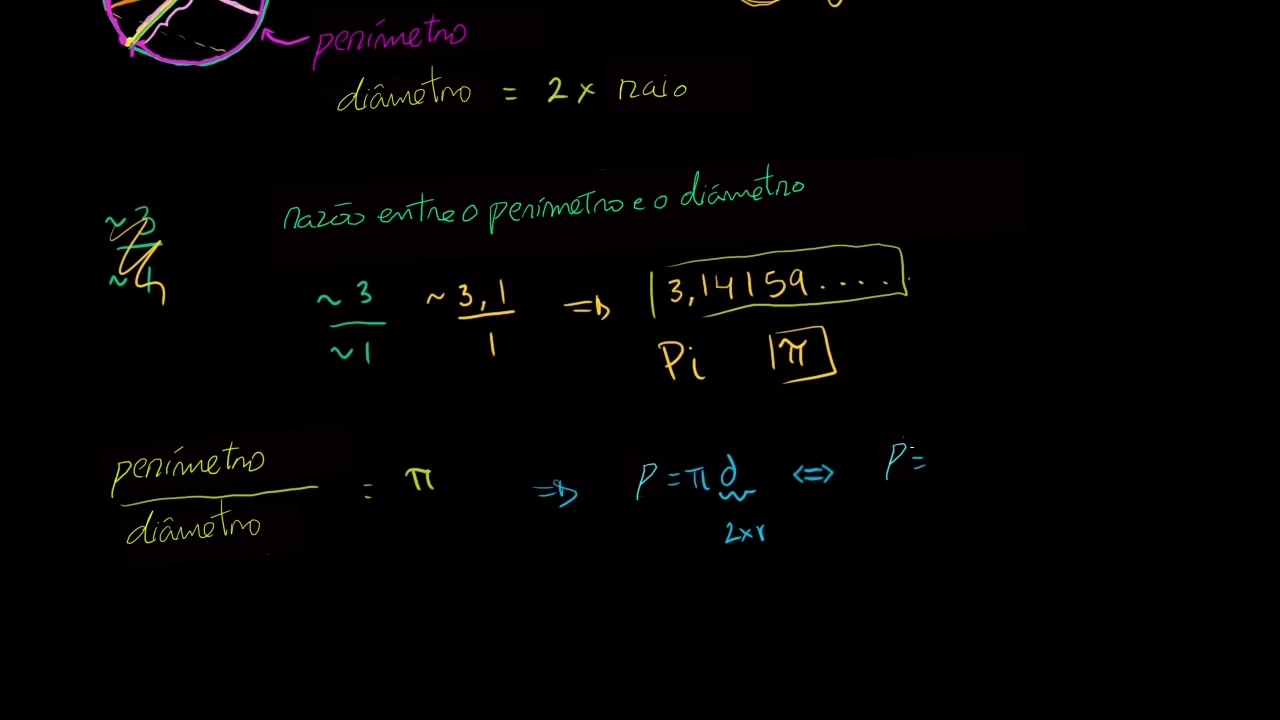 perímetro
diâmetro = 2 x raio
razão entre o perímetro e o diâmetro
~ 3 / ~ 1
~ 3 / ~ 1 ~ 3,1 / 1 => 3,14159....
Pi π
perímetro / diâmetro = π => P = π d <=> P =
2xr